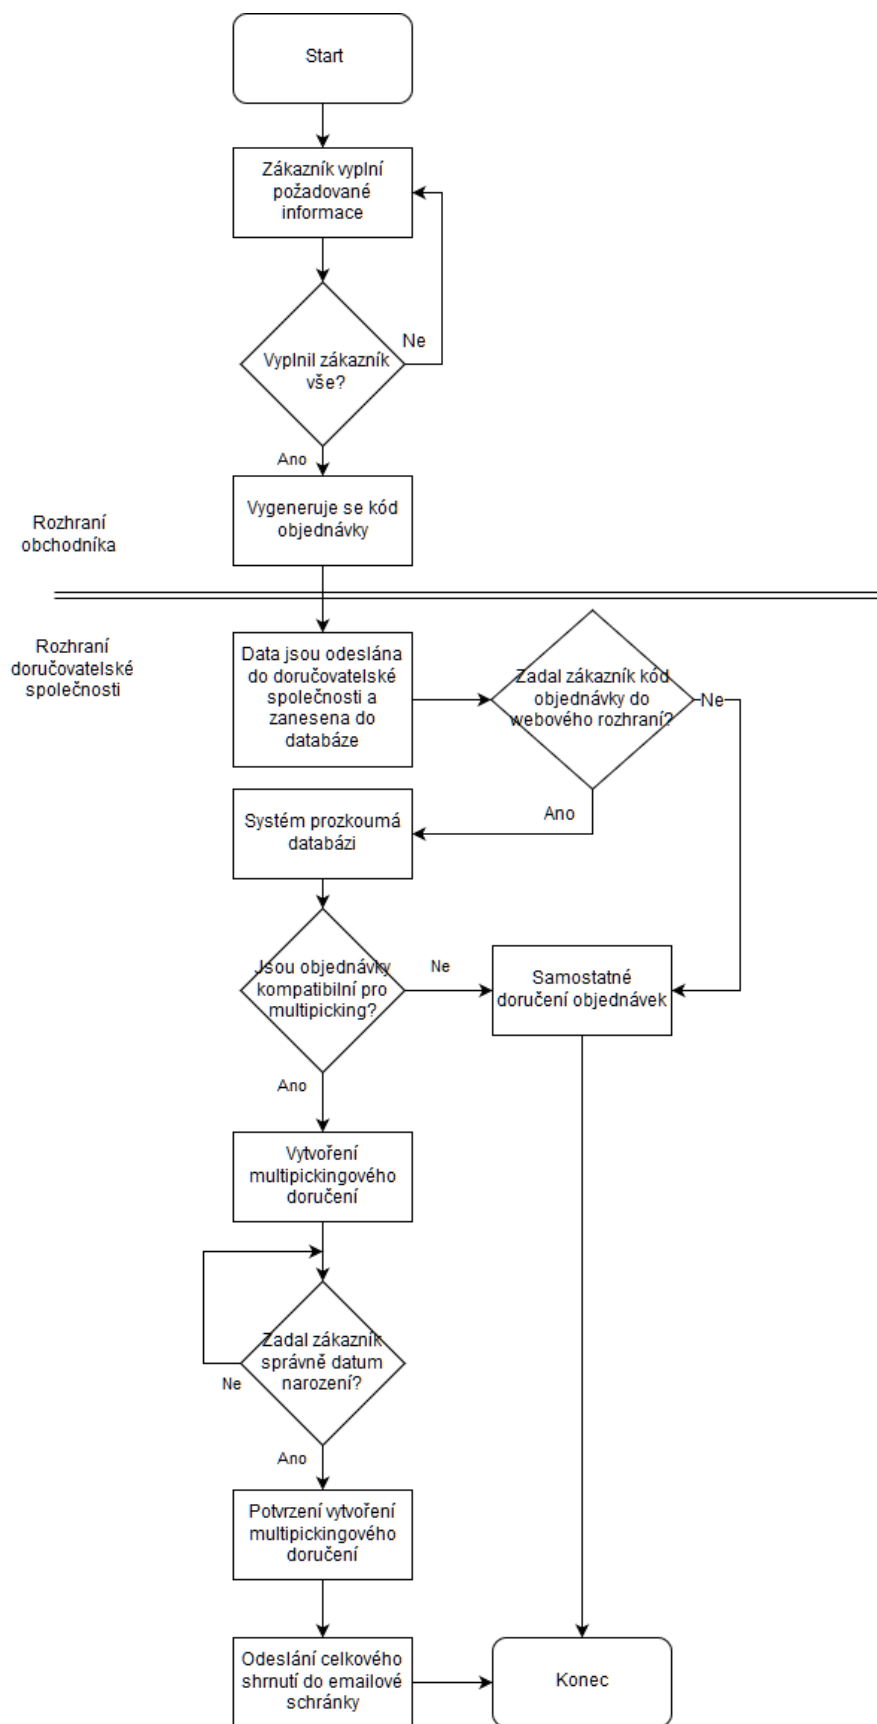 Start
Zákazník vyplní
požadované
informace
Ne
Vyplnil zákazník
vše?
Ano
Vygeneruje se kód
objednávky
Rozhraní
obchodníka
Rozhraní
doručovatelské
společnosti
Data jsou odeslána
do doručovatelské
společnosti a
zanesena do
databáze
Zadal zákazník kód
objednávky do
webového rozhraní?
Ne
Ano
Systém prozkoumá
databázi
Jsou objednávky
kompatibilní pro
multipicking?
Ne
Samostatné
doručení objednávek
Ano
Vytvoření
multipickingového
doručení
Zadal zákazník
správně datum
narození?
Ne
Ano
Potvrzení vytvoření
multipickingového
doručení
Odeslání celkového
shrnutí do emailové
schránky
Konec